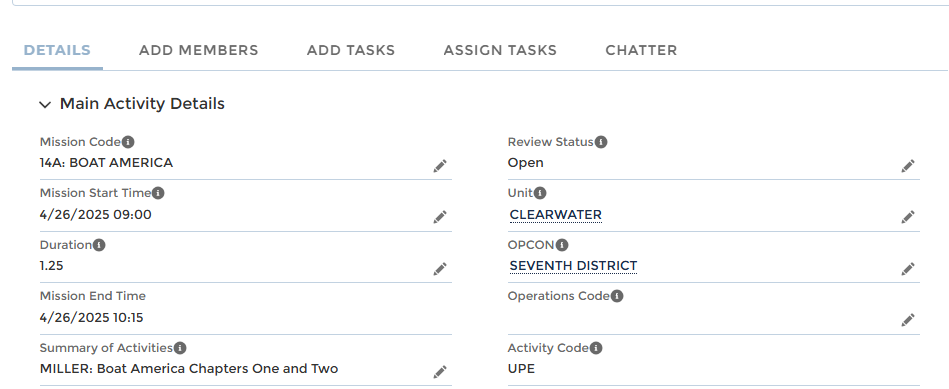 DETAILS ADD MEMBERS ADD TASKS ASSIGN TASKS CHATTER
Main Activity Details
Mission Code
14A: BOAT AMERICA
Review Status
Open
Mission Start Time
4/26/2025 09:00
Unit
CLEARWATER
Duration
1.25
OPCON
SEVENTH DISTRICT
Mission End Time
4/26/2025 10:15
Operations Code
Summary of Activities
MILLER: Boat America Chapters One and Two
Activity Code
UPE